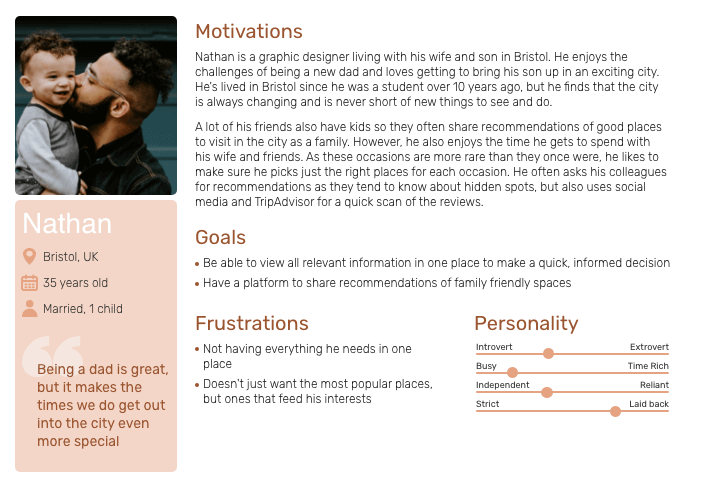 Nathan
Bristol, UK
35 years old
Married, 1 child
“
Being a dad is great,
but it makes the
times we do get out
into the city even
more special
Motivations
Nathan is a graphic designer living with his wife and son in Bristol. He enjoys the
challenges of being a new dad and loves getting to bring his son up in an exciting city.
He's lived in Bristol since he was a student over 10 years ago, but he finds that the city
is always changing and is never short of new things to see and do.
A lot of his friends also have kids so they often share recommendations of good places
to visit in the city as a family. However, he also enjoys the time he gets to spend with
his wife and friends. As these occasions are more rare than they once were, he likes to
make sure he picks just the right places for each occasion. He often asks his colleagues
for recommendations as they tend to know about hidden spots, but also uses social
media and TripAdvisor for a quick scan of the reviews.
Goals
• Be able to view all relevant information in one place to make a quick, informed decision
• Have a platform to share recommendations of family friendly spaces
Frustrations
• Not having everything he needs in one
place
• Doesn't just want the most popular places,
but ones that feed his interests
Personality
Introvert Extrovert
Busy Time Rich
Independent Reliant
Strict Laid back